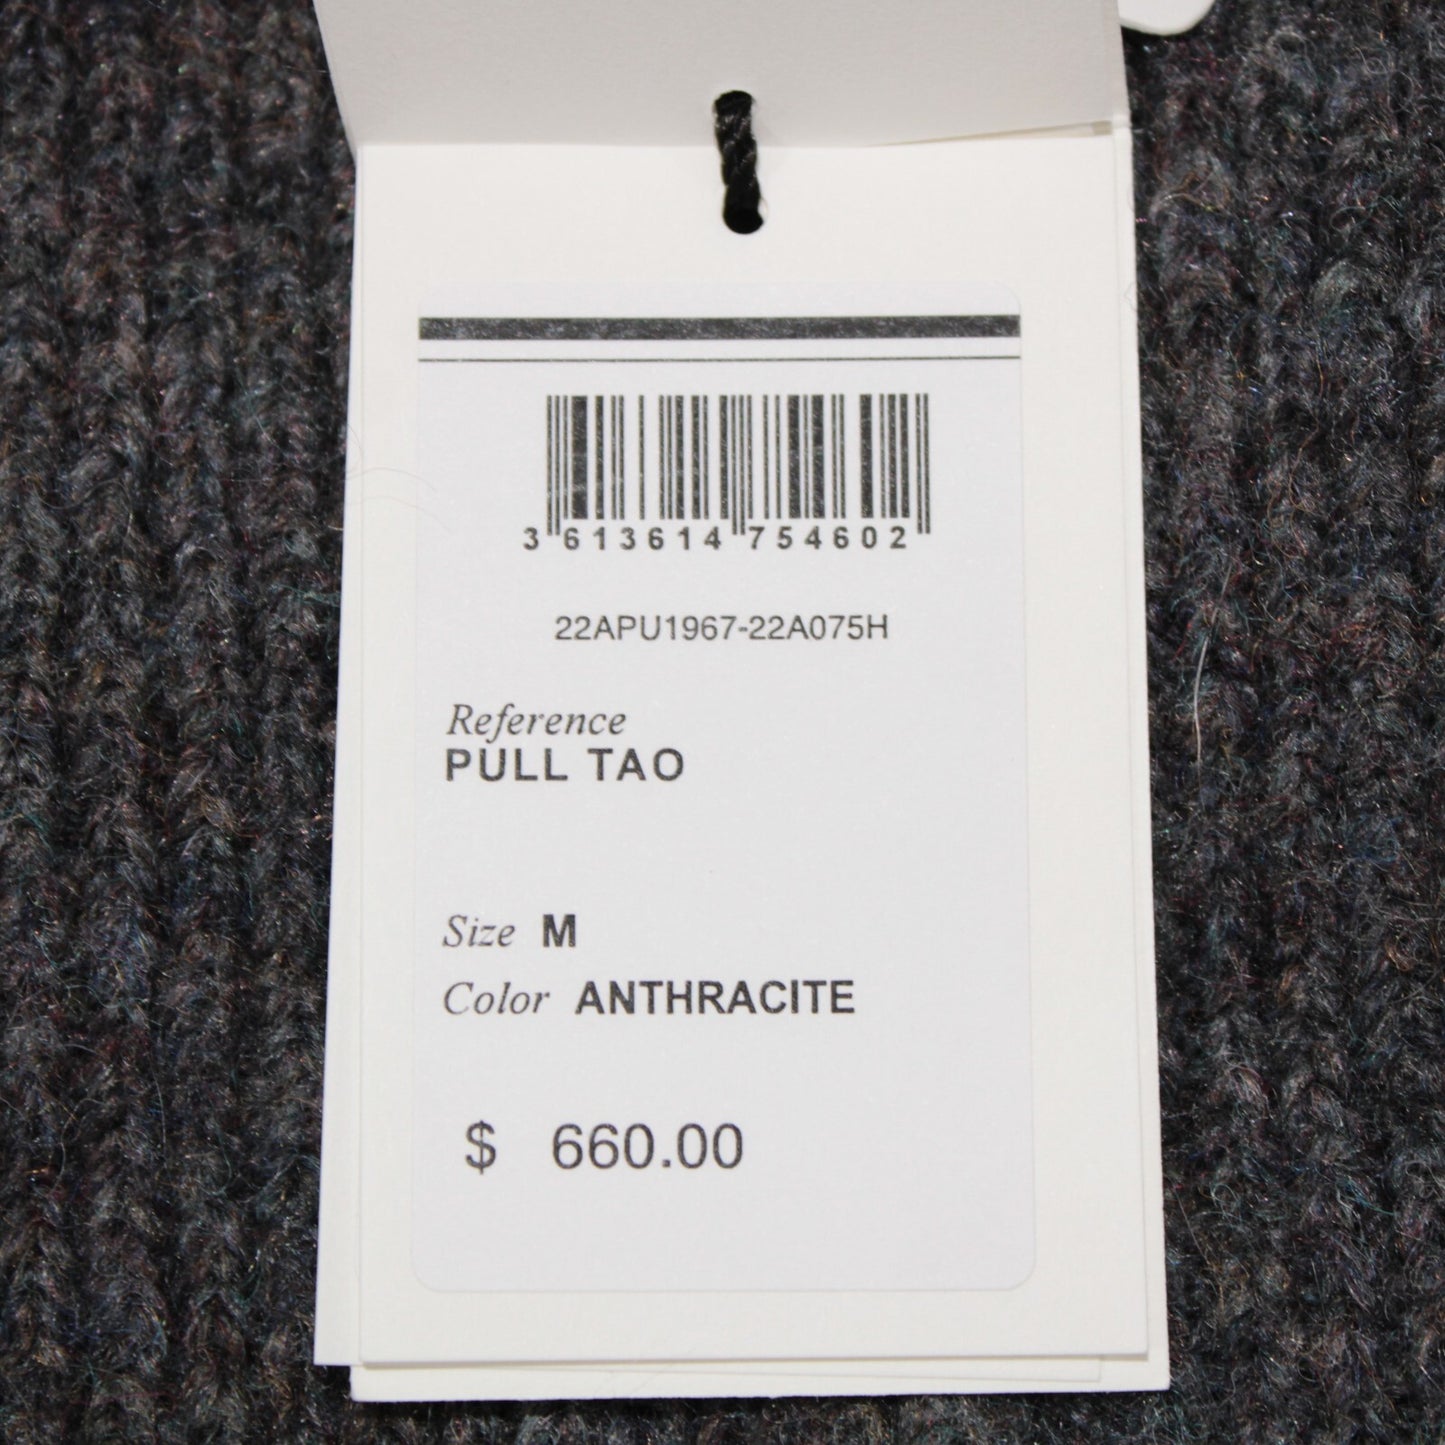 3 613614 754602
22APU1967-22A075H
Reference
PULL TAO
Size M
Color ANTHRACITE
$ 660.00